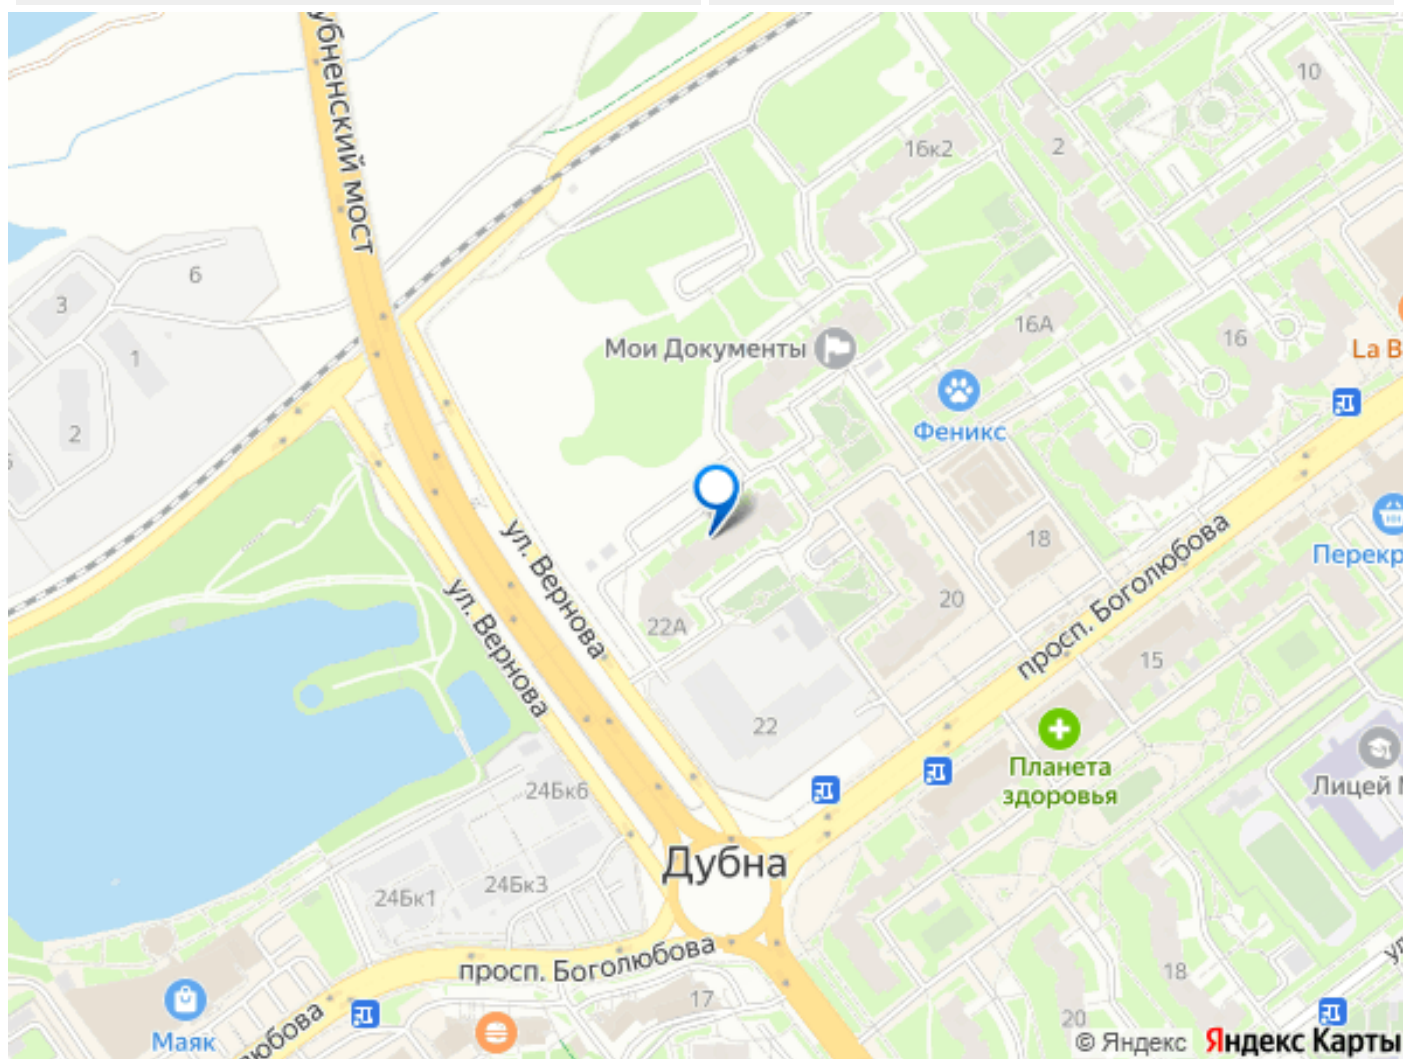 убненский мост
10
16к2
2
6
3
1
2
16А
16
Мои Документы
La B
Феникс
ул. Вернова
ул. Вернова
18
просп. Боголюбова
Перекр
20
22А
15
22
Планета
здоровья
Лицей
24Бк6
Дубна
24Бк3
24Бк1
просп. Боголюбова
18
17
20
Маяк
юбова
© Яндекс
Яндекс Карты